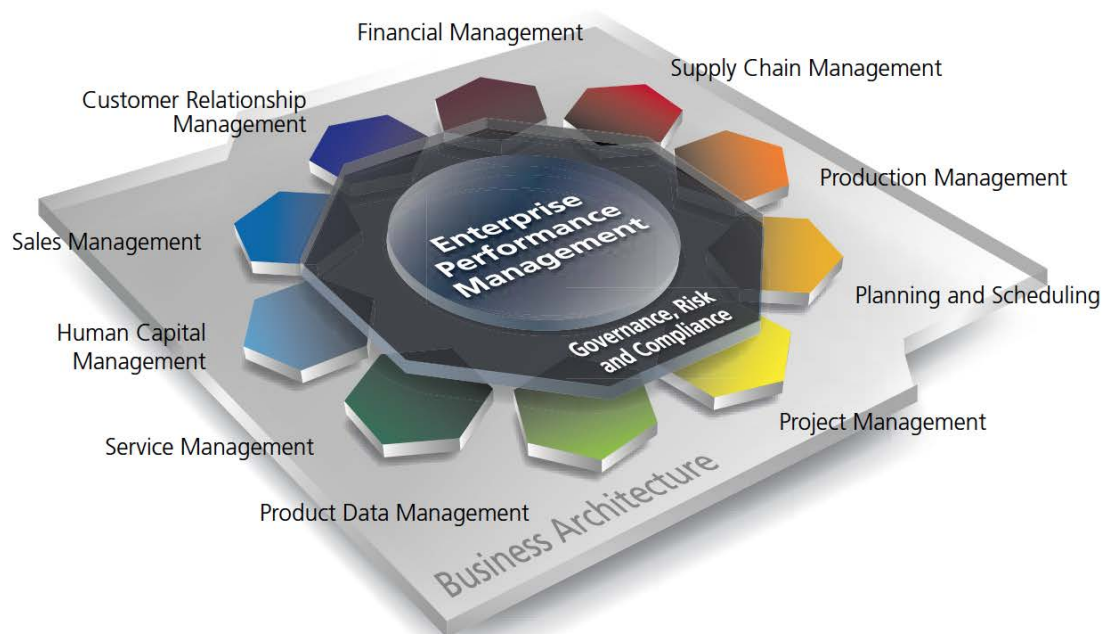 Financial Management
Supply Chain Management
Customer Relationship
Management
Production Management
Sales Management
Enterprise
Performance
Management
Planning and Scheduling
Governance, Risk
and Compliance
Human Capital
Management
Project Management
Service Management
Product Data Management
Business Architecture